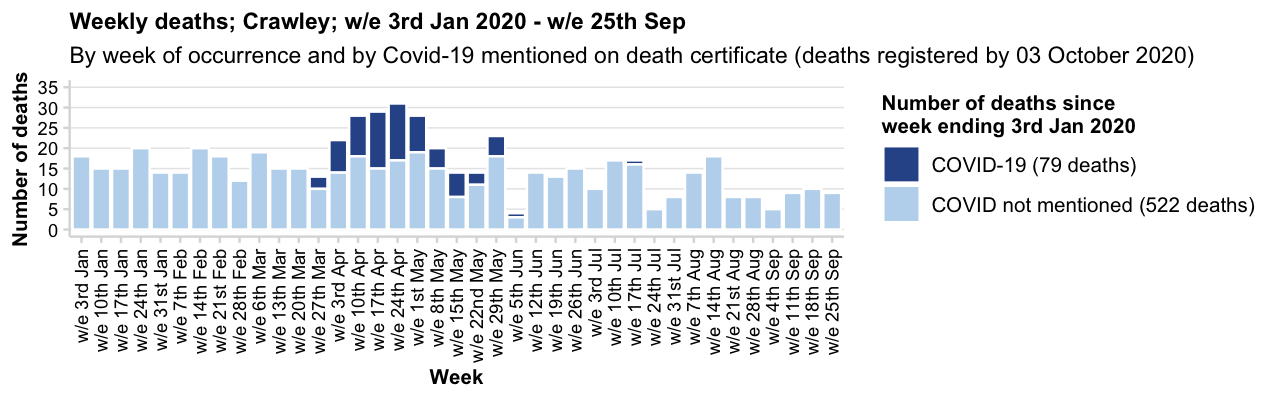 Weekly deaths; Crawley; w/e 3rd Jan 2020 - w/e 25th Sep
By week of occurrence and by Covid-19 mentioned on death certificate (deaths registered by 03 October 2020)
Number of deaths
35
30
25
20
15
10
5
0
w/e 3rd Jan
w/e 10th Jan
w/e 17th Jan
w/e 24th Jan
w/e 31st Jan
w/e 7th Feb
w/e 14th Feb
w/e 21st Feb
w/e 28th Feb
w/e 6th Mar
w/e 13th Mar
w/e 20th Mar
w/e 27th Mar
w/e 3rd Apr
w/e 10th Apr
w/e 17th Apr
w/e 24th Apr
w/e 1st May
w/e 8th May
w/e 15th May
w/e 22nd May
w/e 29th May
w/e 5th Jun
w/e 12th Jun
w/e 19th Jun
w/e 26th Jun
w/e 3rd Jul
w/e 10th Jul
w/e 17th Jul
w/e 24th Jul
w/e 31st Jul
w/e 7th Aug
w/e 14th Aug
w/e 21st Aug
w/e 28th Aug
w/e 4th Sep
w/e 11th Sep
w/e 18th Sep
w/e 25th Sep
Week
Number of deaths since
week ending 3rd Jan 2020
COVID-19 (79 deaths)
COVID not mentioned (522 deaths)